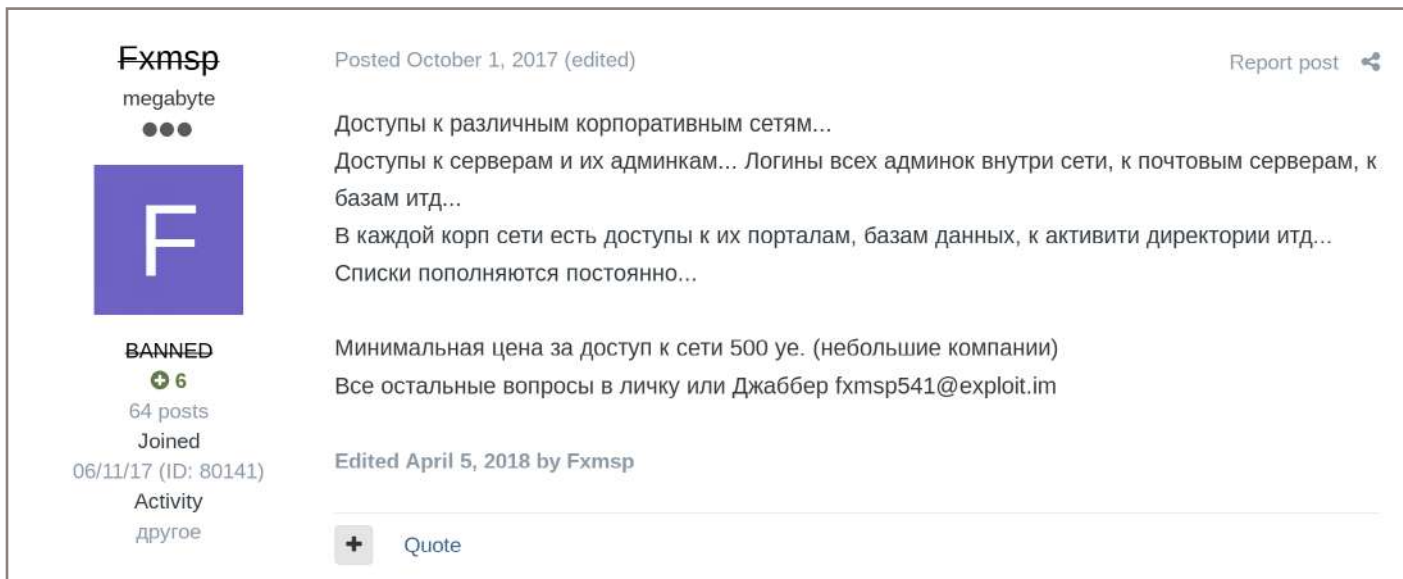 Fxmsp
megabyte
F
BANNED
6
64 posts
Joined
06/11/17 (ID: 80141)
Activity
другое
Posted October 1, 2017 (edited)
Report post
Доступы к различным корпоративным сетям...
Доступы к серверам и их админкам... Логины всех админок внутри сети, к почтовым серверам, к
базам итд...
В каждой корп сети есть доступы к их порталам, базам данных, к активити директории итд...
Списки пополняются постоянно...
Минимальная цена за доступ к сети 500 уе. (небольшие компании)
Все остальные вопросы в личку или Джаббер fxmsp541@exploit.im
Edited April 5, 2018 by Fxmsp
+ Quote